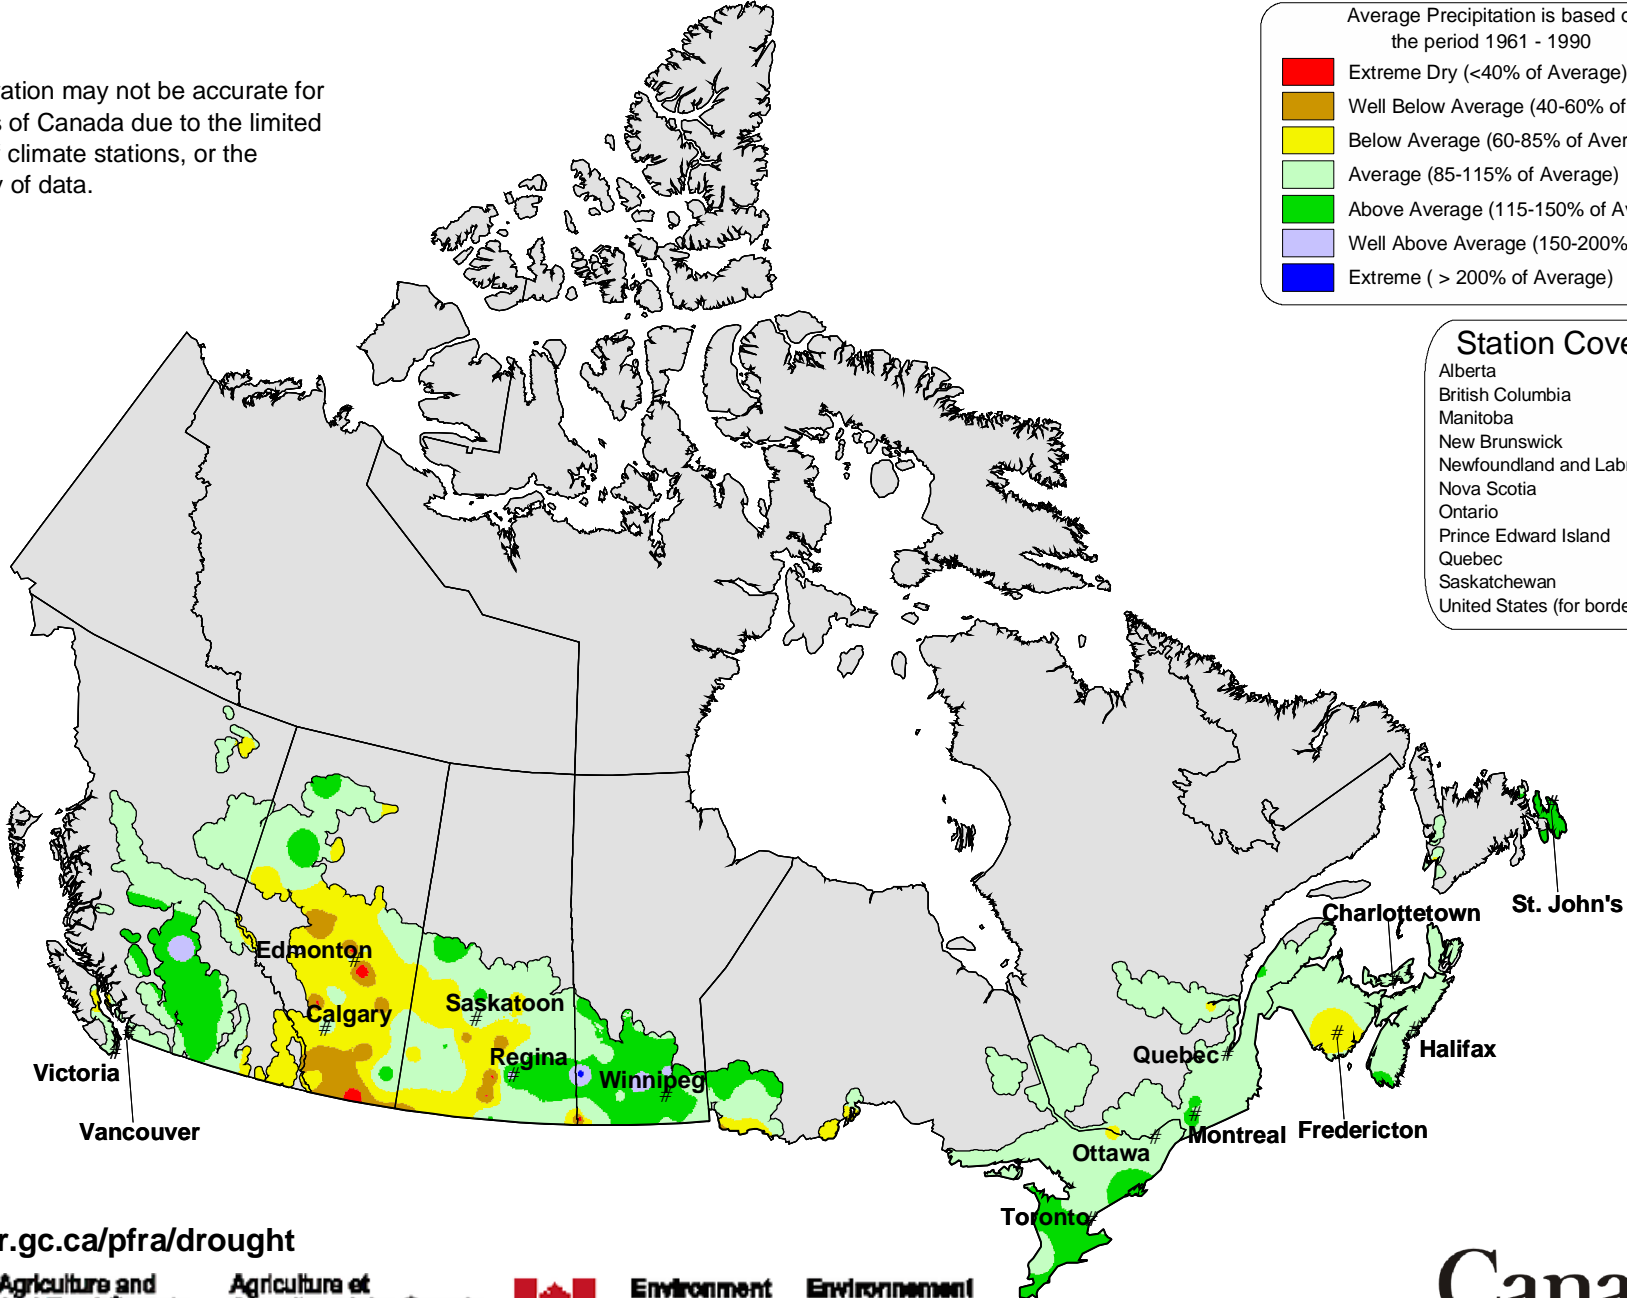 ation may not be accurate for
s of Canada due to the limited
f climate stations, or the
y of data.
Average Precipitation is based o
the period 1961 - 1990
Extreme Dry (<40% of Average)
Well Below Average (40-60% of
Below Average (60-85% of Aver
Average (85-115% of Average)
Above Average (115-150% of Av
Well Above Average (150-200%
Extreme ( > 200% of Average)
Station Cove
Alberta
British Columbia
Manitoba
New Brunswick
Newfoundland and Labr
Nova Scotia
Ontario
Prince Edward Island
Quebec
Saskatchewan
United States (for borde
Charlottetown
St. John's
Edmonton
Saskatoon
Calgary
Quebec
Halifax
Regina
Victoria
Winnipeg
Vancouver
Montreal
Fredericton
Ottawa
Toronto
r.gc.ca/pfra/drought
Agriculture and
Agriculture et
Environment
Environnement
Cana